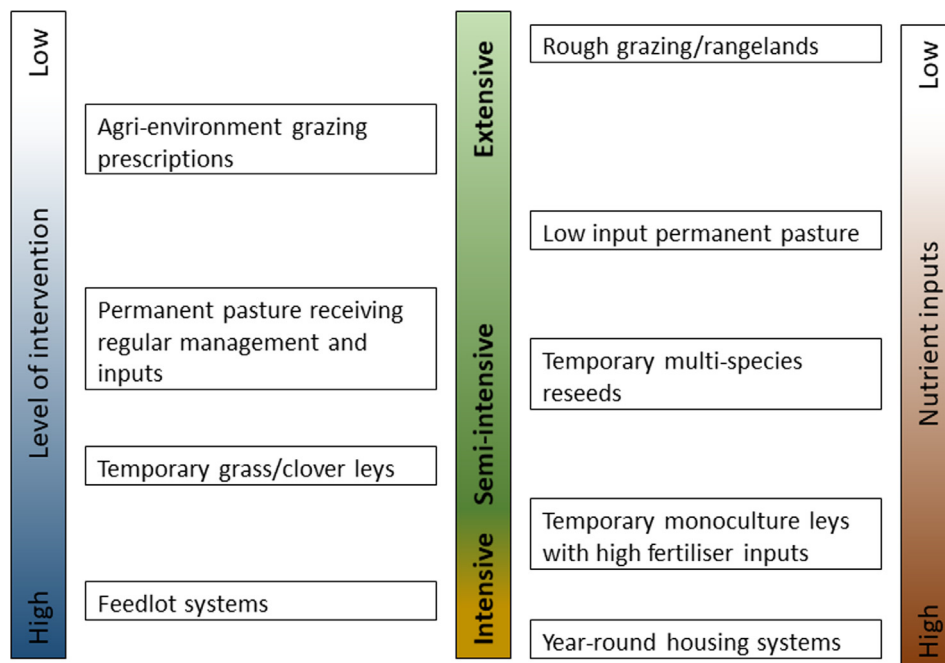 Low
Level of intervention
High
Agri-environment grazing
prescriptions
Permanent pasture receiving
regular management and
inputs
Temporary grass/clover leys
Feedlot systems
Extensive
Semi-intensive
Intensive
Rough grazing/rangelands
Low input permanent pasture
Temporary multi-species
reseeds
Temporary monoculture leys
with high fertiliser inputs
Year-round housing systems
Low
Nutrient inputs
High